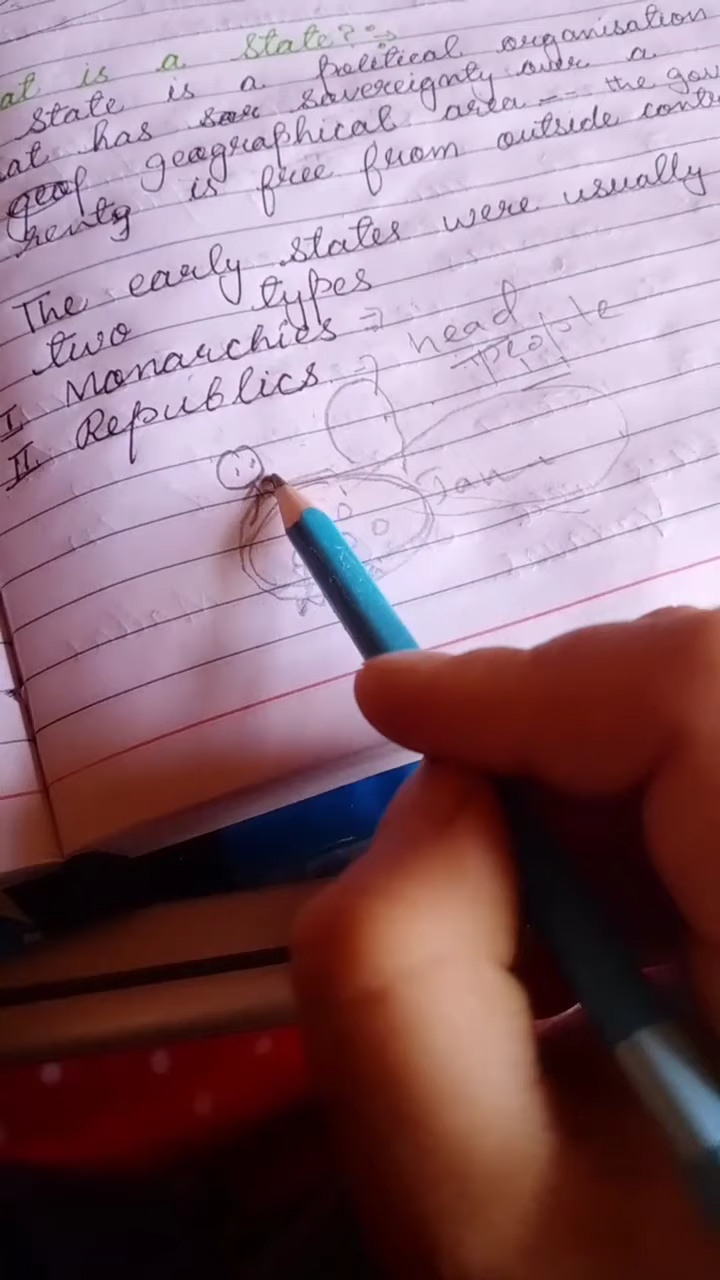 at is a State?:⇒
State is a political organisation
at has sovereignty over a
geographical area — the gov
is free from outside contr
The early states were usually
two types
I. Monarchies ⇒ head
II. Republics ⇒ People